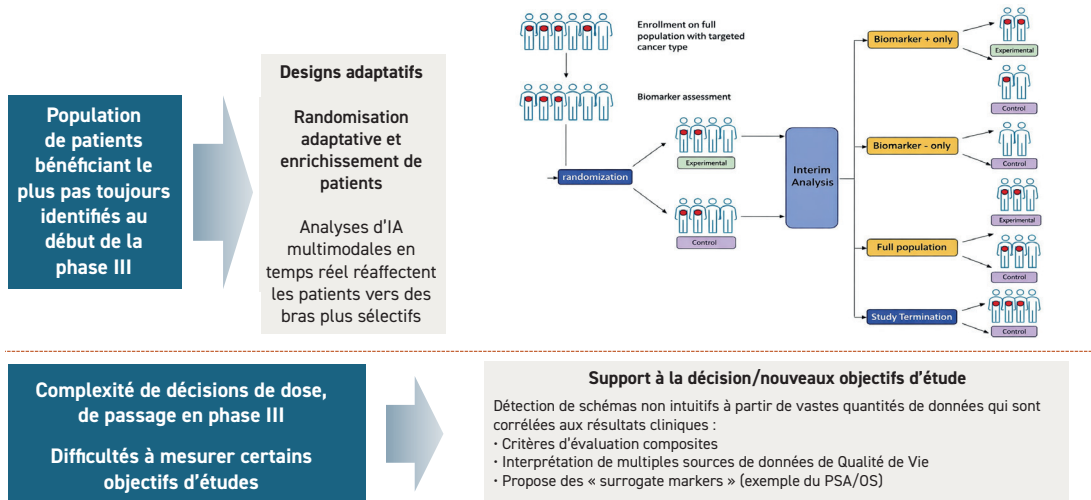 Population
de patients
bénéficiant le
plus pas toujours
identifiés au
début de la
phase III
Designs adaptatifs
Randomisation
adaptative et
enrichissement de
patients
Analyses d'IA
multimodales en
temps réel réaffectent
les patients vers des
bras plus sélectifs
Enrollment on full
population with targeted
cancer type
Biomarker assessment
randomization
Experimental
Control
Interim
Analysis
Biomarker + only
Experimental
Control
Biomarker - only
Control
Experimental
Full population
Control
Study Termination
Control
Complexité de décisions de dose,
de passage en phase III
Difficultés à mesurer certains
objectifs d'études
Support à la décision/nouveaux objectifs d'étude
Détection de schémas non intuitifs à partir de vastes quantités de données qui sont
corrélées aux résultats cliniques :
• Critères d'évaluation composites
• Interprétation de multiples sources de données de Qualité de Vie
• Propose des « surrogate markers » (exemple du PSA/OS)